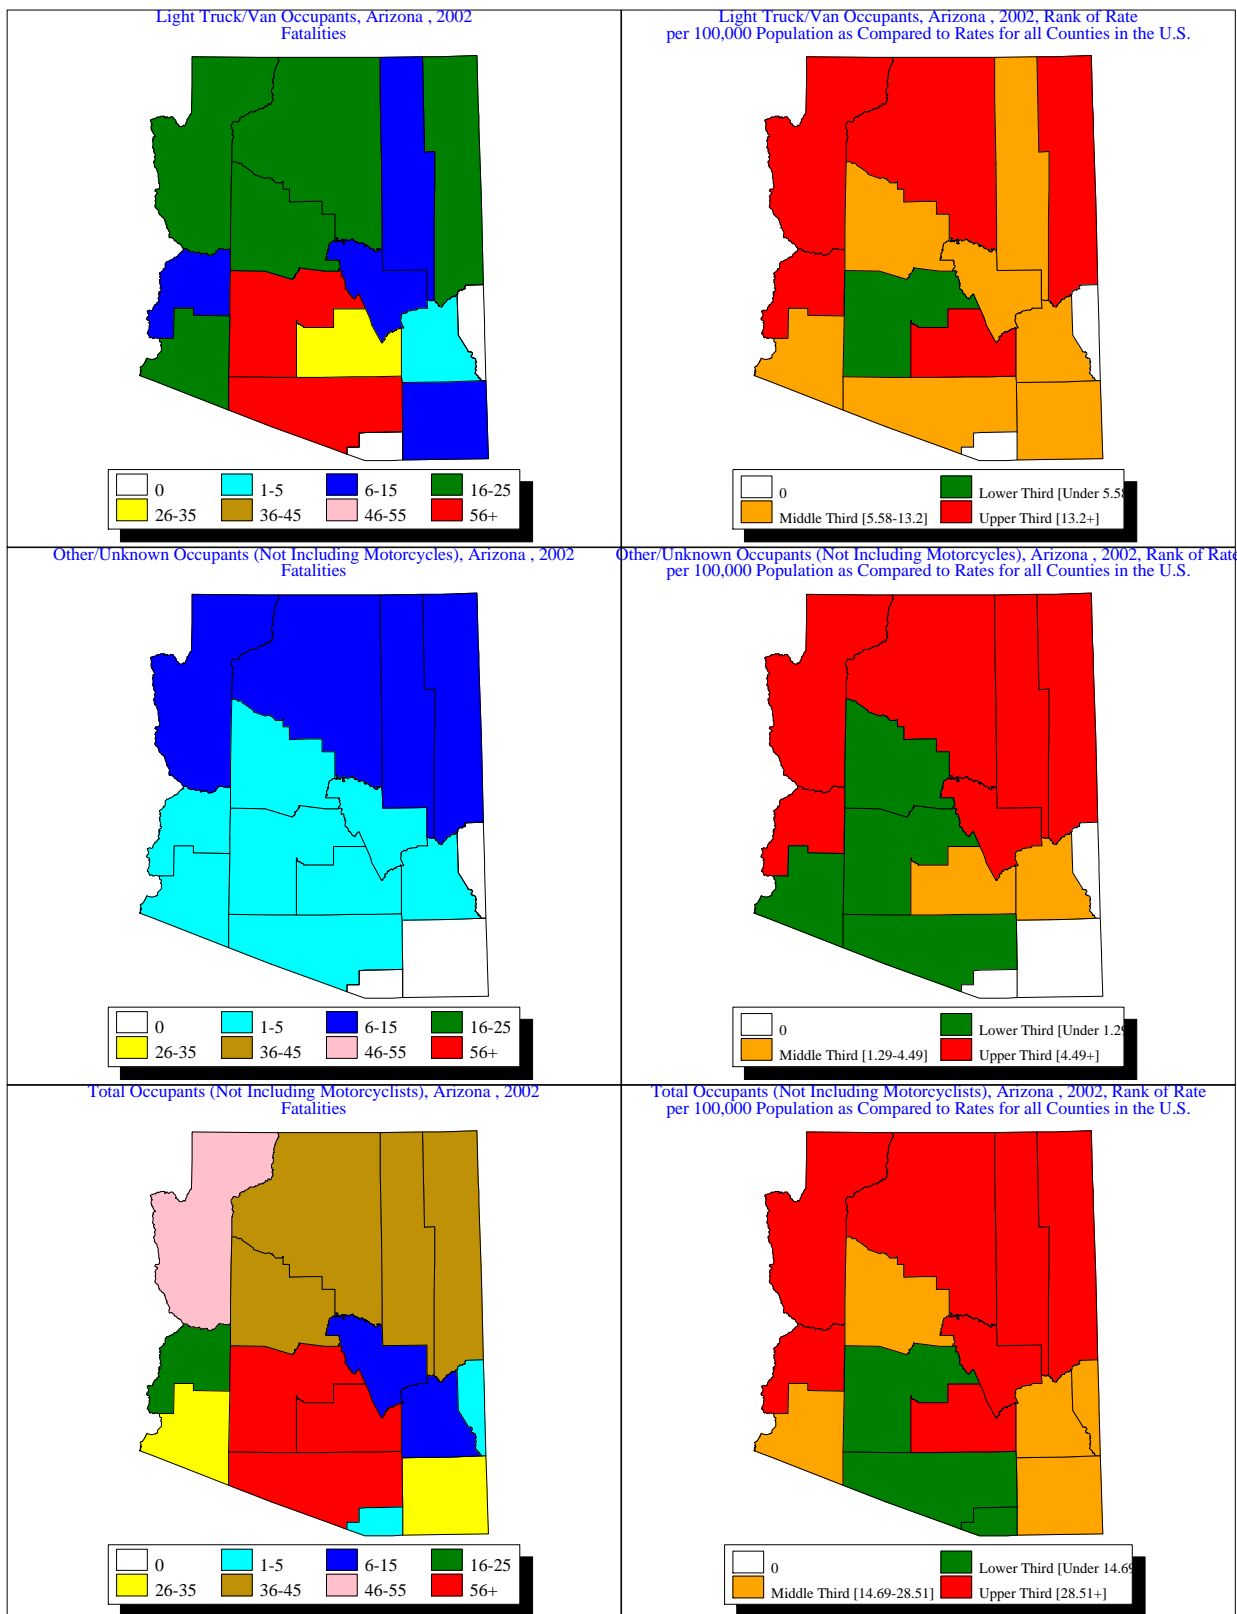 Light Truck/Van Occupants, Arizona , 2002
Fatalities
0
1-5
6-15
16-25
26-35
36-45
46-55
56+
Light Truck/Van Occupants, Arizona , 2002, Rank of Rate
per 100,000 Population as Compared to Rates for all Counties in the U.S.
0
Lower Third [Under 5.58
Middle Third [5.58-13.2]
Upper Third [13.2+]
Other/Unknown Occupants (Not Including Motorcycles), Arizona , 2002
Fatalities
0
1-5
6-15
16-25
26-35
36-45
46-55
56+
Other/Unknown Occupants (Not Including Motorcycles), Arizona , 2002, Rank of Rate
per 100,000 Population as Compared to Rates for all Counties in the U.S.
0
Lower Third [Under 1.29
Middle Third [1.29-4.49]
Upper Third [4.49+]
Total Occupants (Not Including Motorcyclists), Arizona , 2002
Fatalities
0
1-5
6-15
16-25
26-35
36-45
46-55
56+
Total Occupants (Not Including Motorcyclists), Arizona , 2002, Rank of Rate
per 100,000 Population as Compared to Rates for all Counties in the U.S.
0
Lower Third [Under 14.69
Middle Third [14.69-28.51]
Upper Third [28.51+]